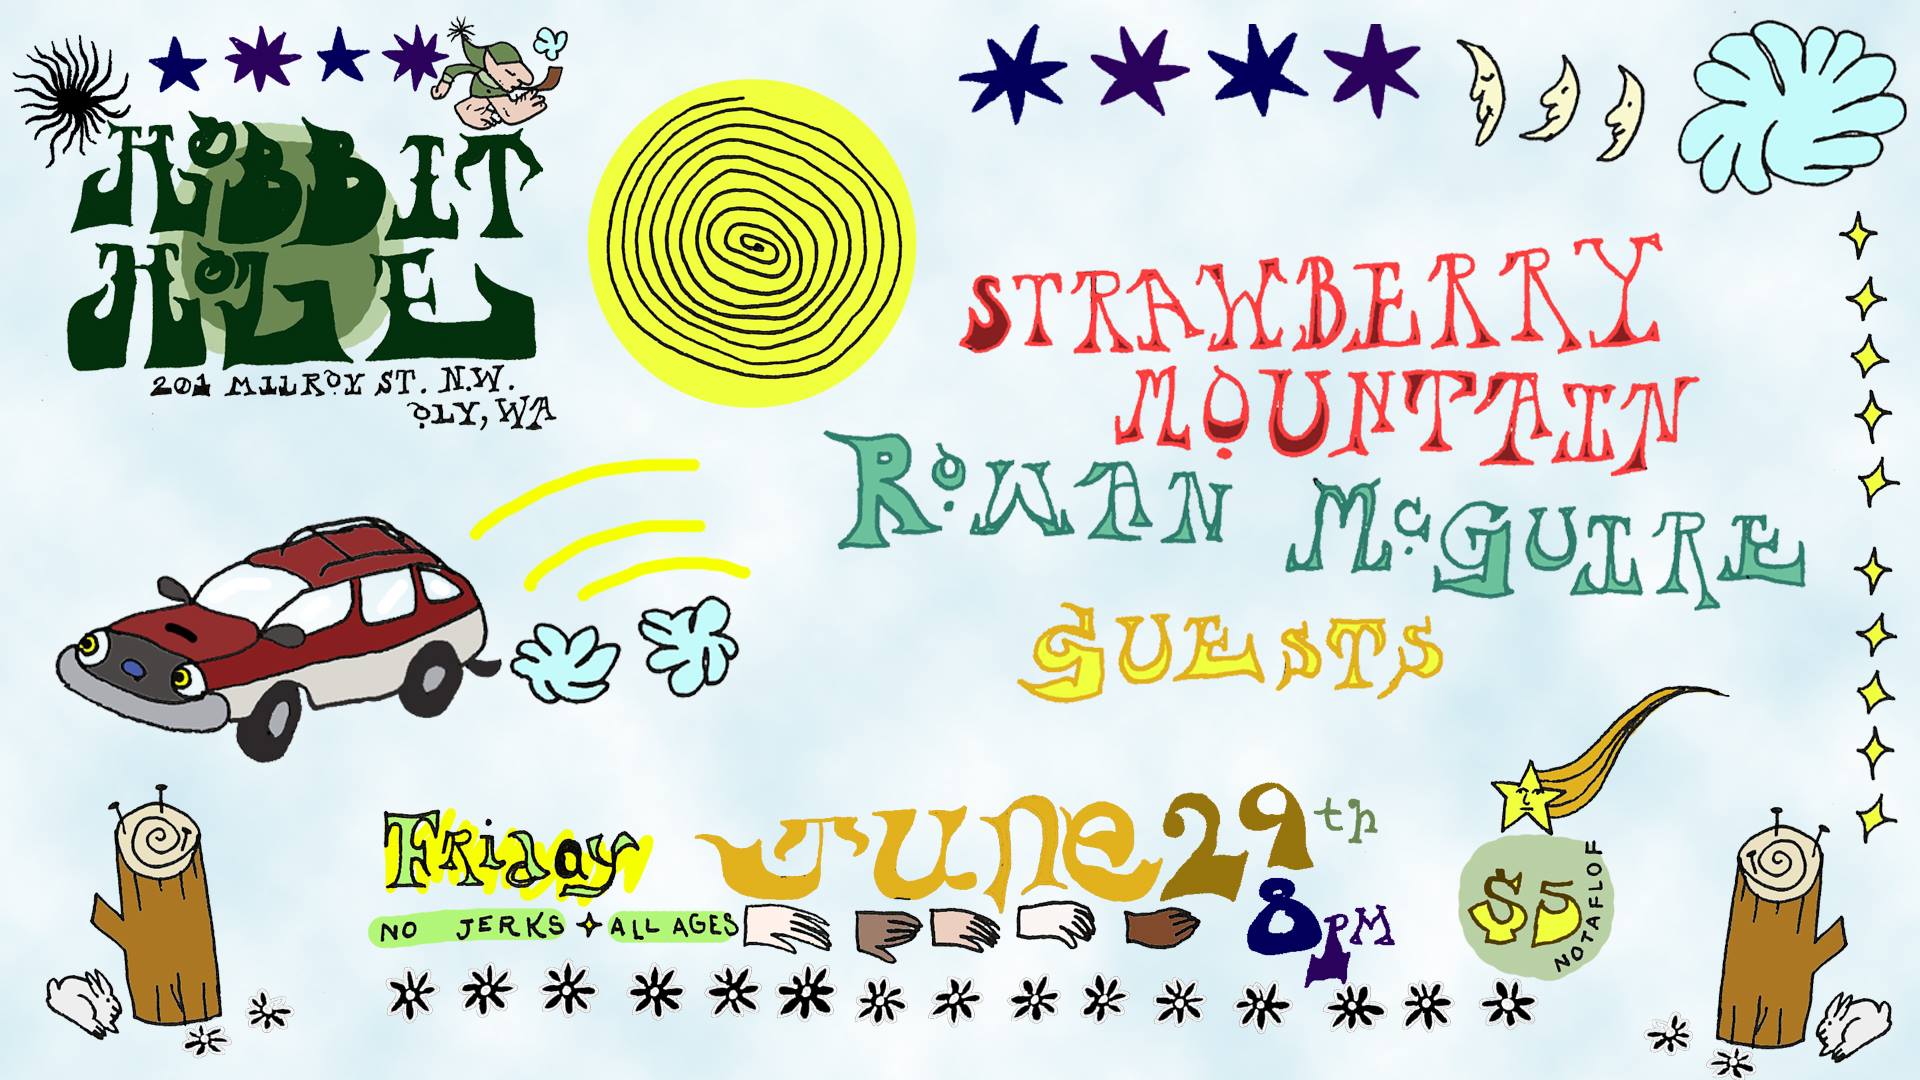 HOBBIT
HOLE
201 MILROY ST. N.W.
OLY, WA
STRAWBERRY
MOUNTAIN
ROWAN McGUIRE
GUESTS
Friday June 29th
NO JERKS ALL AGES
8PM
$5
NOTAFLOF